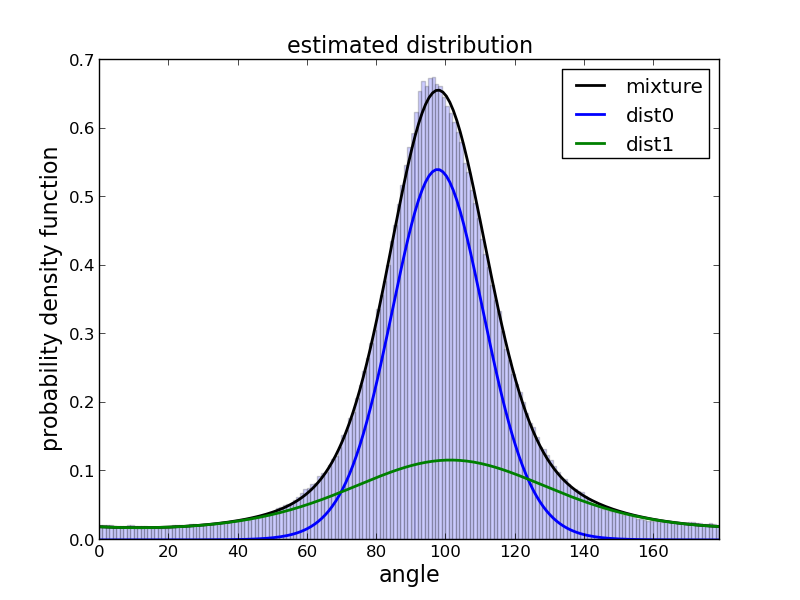 estimated distribution
probability density function
0.7
0.6
0.5
0.4
0.3
0.2
0.1
0.0
mixture
dist0
dist1
0 20 40 60 80 100 120 140 160
angle